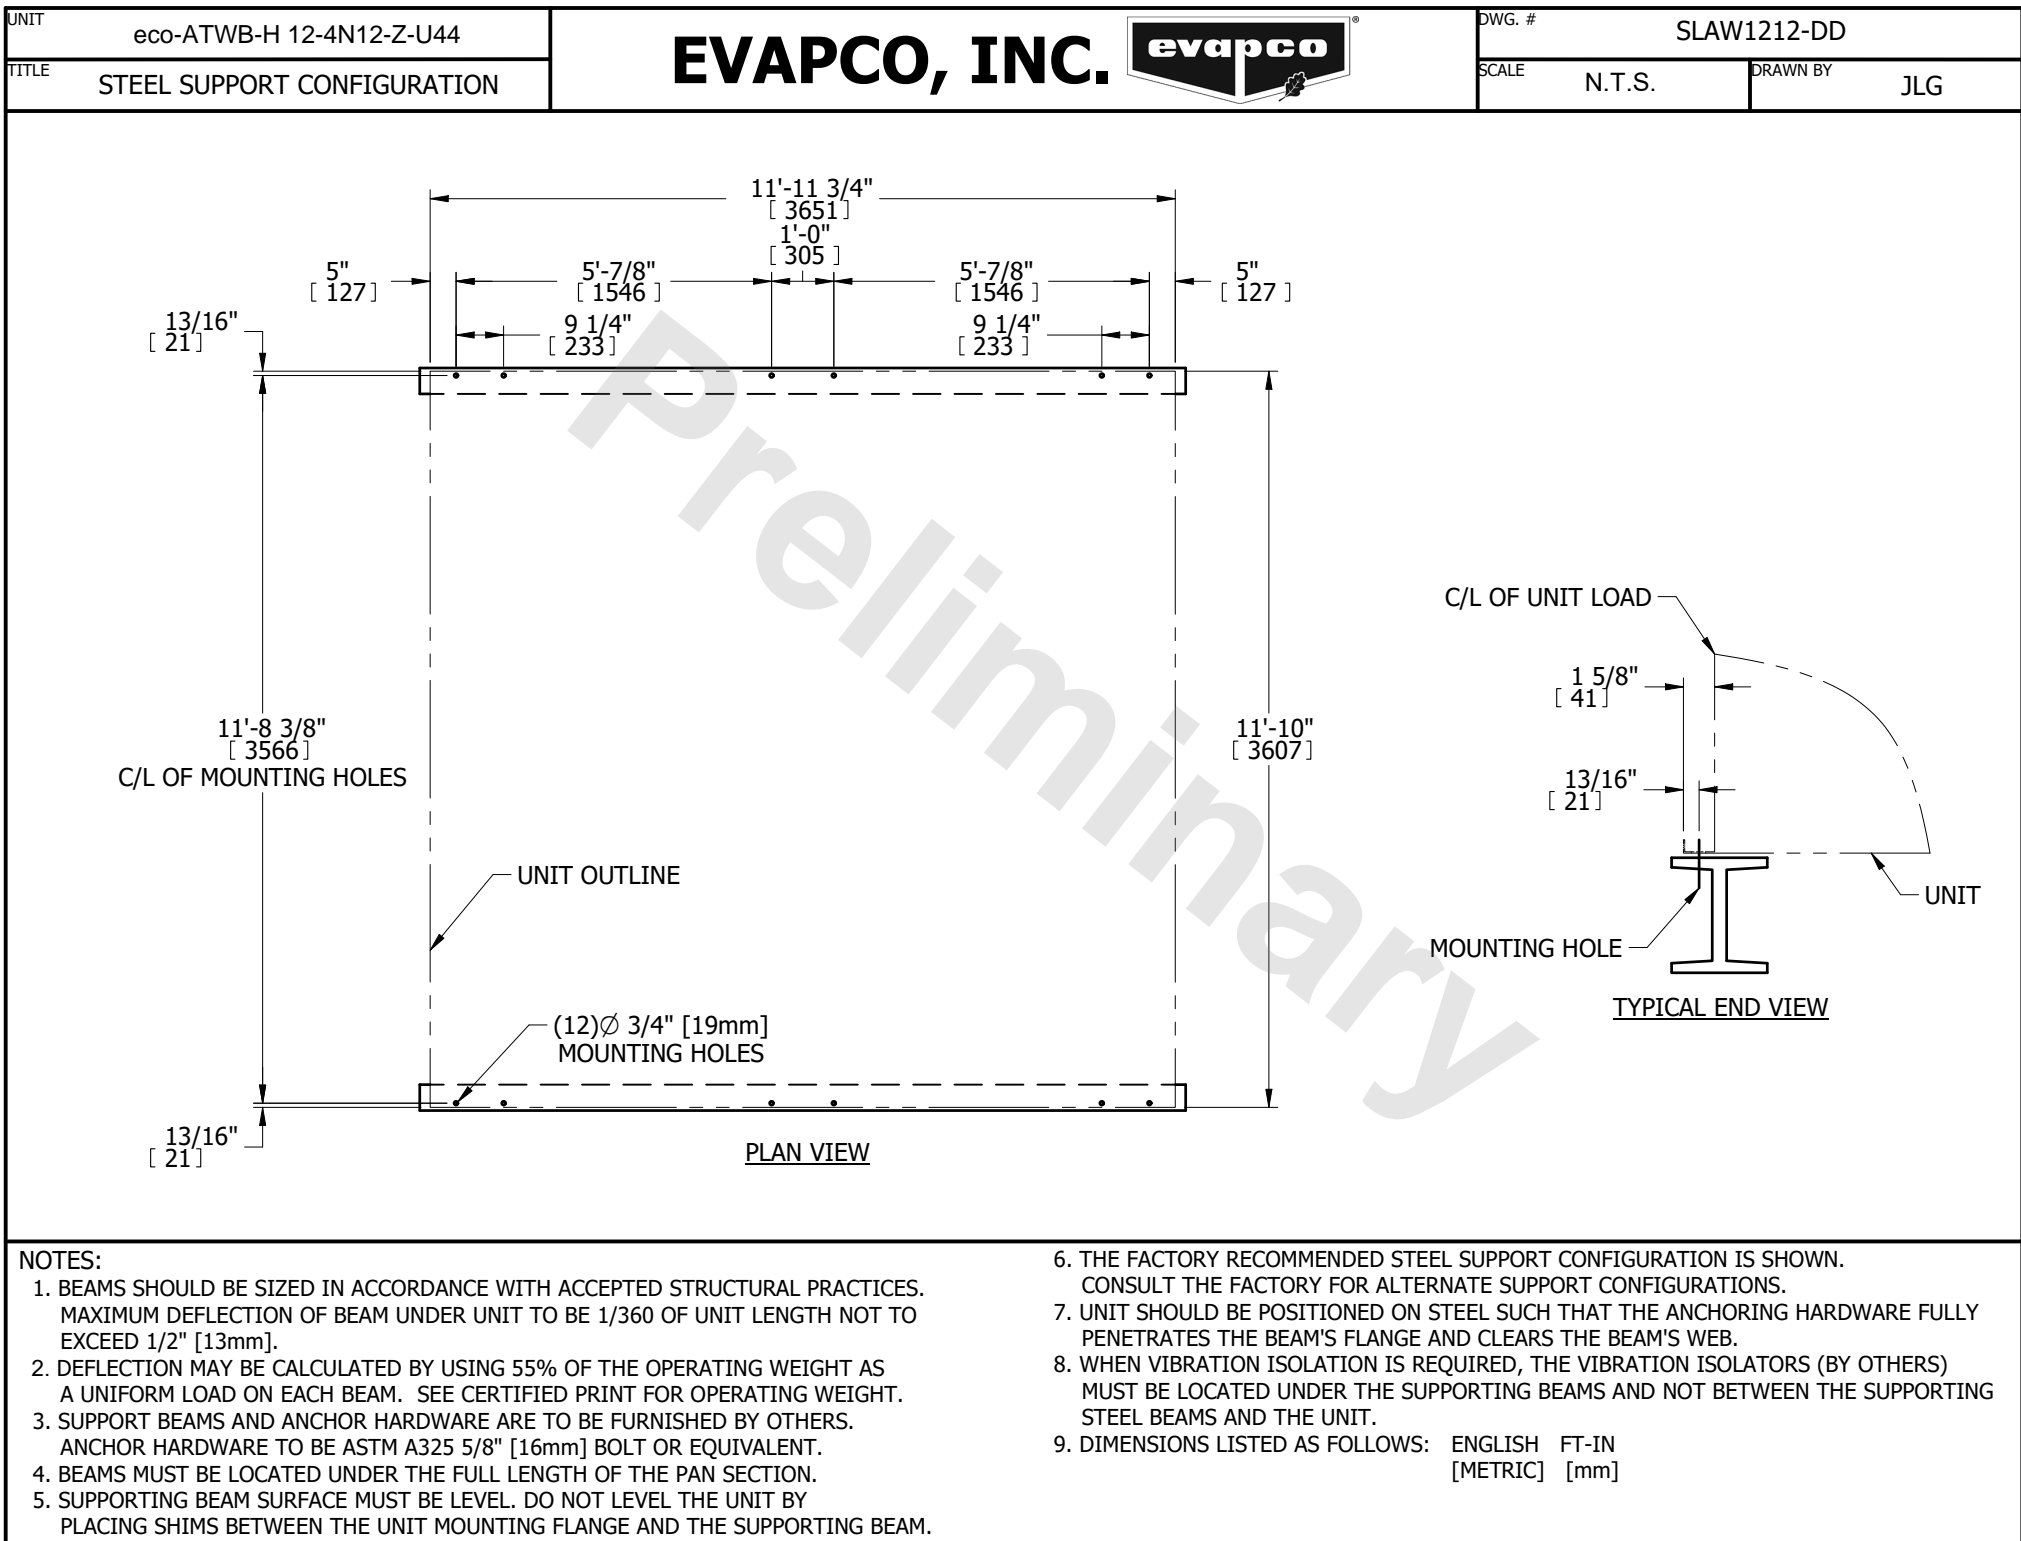 UNIT
eco-ATWB-H 12-4N12-Z-U44
TITLE
STEEL SUPPORT CONFIGURATION
EVAPCO, INC.
evapco
®
DWG. #
SLAW1212-DD
SCALE
N.T.S.
DRAWN BY
JLG
11'-11 3/4"
[ 3651]
1'-0"
[ 305 ]
5"
[ 127]
5'-7/8"
[ 1546 ]
5'-7/8"
[ 1546 ]
5"
[ 127 ]
13/16"
[ 21]
9 1/4"
[ 233]
9 1/4"
[ 233 ]
11'-8 3/8"
[ 3566]
C/L OF MOUNTING HOLES
11'-10"
[ 3607]
UNIT OUTLINE
(12)∅ 3/4" [19mm]
MOUNTING HOLES
13/16"
[ 21]
PLAN VIEW
Preliminary
C/L OF UNIT LOAD
1 5/8"
[ 41]
13/16"
[ 21]
UNIT
MOUNTING HOLE
TYPICAL END VIEW
NOTES:
1. BEAMS SHOULD BE SIZED IN ACCORDANCE WITH ACCEPTED STRUCTURAL PRACTICES.
MAXIMUM DEFLECTION OF BEAM UNDER UNIT TO BE 1/360 OF UNIT LENGTH NOT TO
EXCEED 1/2" [13mm].
2. DEFLECTION MAY BE CALCULATED BY USING 55% OF THE OPERATING WEIGHT AS
A UNIFORM LOAD ON EACH BEAM. SEE CERTIFIED PRINT FOR OPERATING WEIGHT.
3. SUPPORT BEAMS AND ANCHOR HARDWARE ARE TO BE FURNISHED BY OTHERS.
ANCHOR HARDWARE TO BE ASTM A325 5/8" [16mm] BOLT OR EQUIVALENT.
4. BEAMS MUST BE LOCATED UNDER THE FULL LENGTH OF THE PAN SECTION.
5. SUPPORTING BEAM SURFACE MUST BE LEVEL. DO NOT LEVEL THE UNIT BY
PLACING SHIMS BETWEEN THE UNIT MOUNTING FLANGE AND THE SUPPORTING BEAM.
6. THE FACTORY RECOMMENDED STEEL SUPPORT CONFIGURATION IS SHOWN.
CONSULT THE FACTORY FOR ALTERNATE SUPPORT CONFIGURATIONS.
7. UNIT SHOULD BE POSITIONED ON STEEL SUCH THAT THE ANCHORING HARDWARE FULLY
PENETRATES THE BEAM'S FLANGE AND CLEARS THE BEAM'S WEB.
8. WHEN VIBRATION ISOLATION IS REQUIRED, THE VIBRATION ISOLATORS (BY OTHERS)
MUST BE LOCATED UNDER THE SUPPORTING BEAMS AND NOT BETWEEN THE SUPPORTING
STEEL BEAMS AND THE UNIT.
9. DIMENSIONS LISTED AS FOLLOWS: ENGLISH FT-IN
[METRIC] [mm]